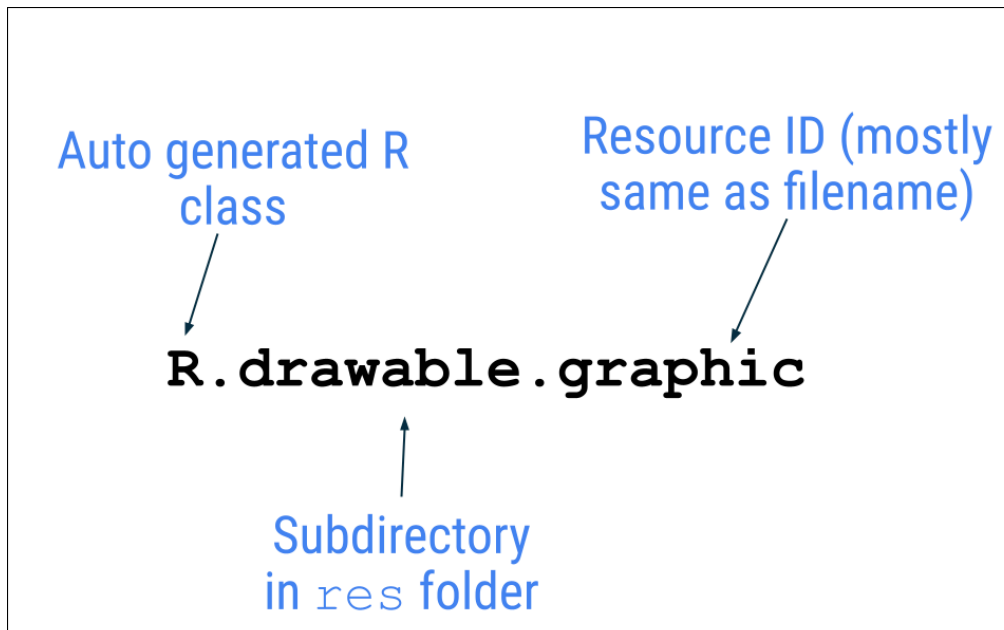 Auto generated R
class
Resource ID (mostly
same as filename)
R.drawable.graphic
Subdirectory
in res folder